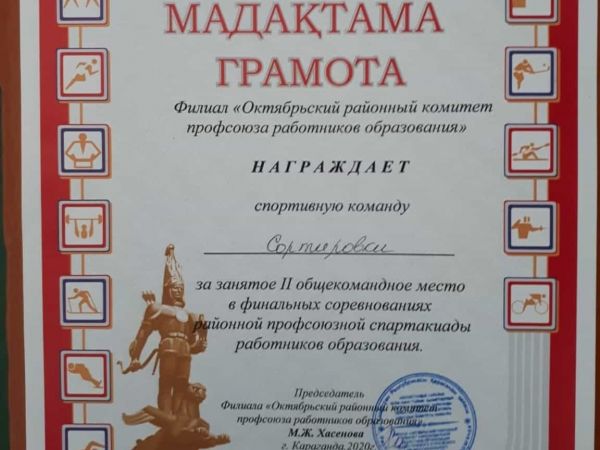 МАДАҚТАМА
ГРАМОТА
Филиал «Октябрьский районный комитет
профсоюза работников образования»
НАГРАЖДАЕТ
спортивную команду
Сортировки
за занятое II общекомандное место
в финальных соревнованиях
районной профсоюзной спартакиады
работников образования.
Председатель
Филиала «Октябрьский районный комитет
профсоюза работников образования»
М.Ж. Хасенова
г. Караганда 2020г